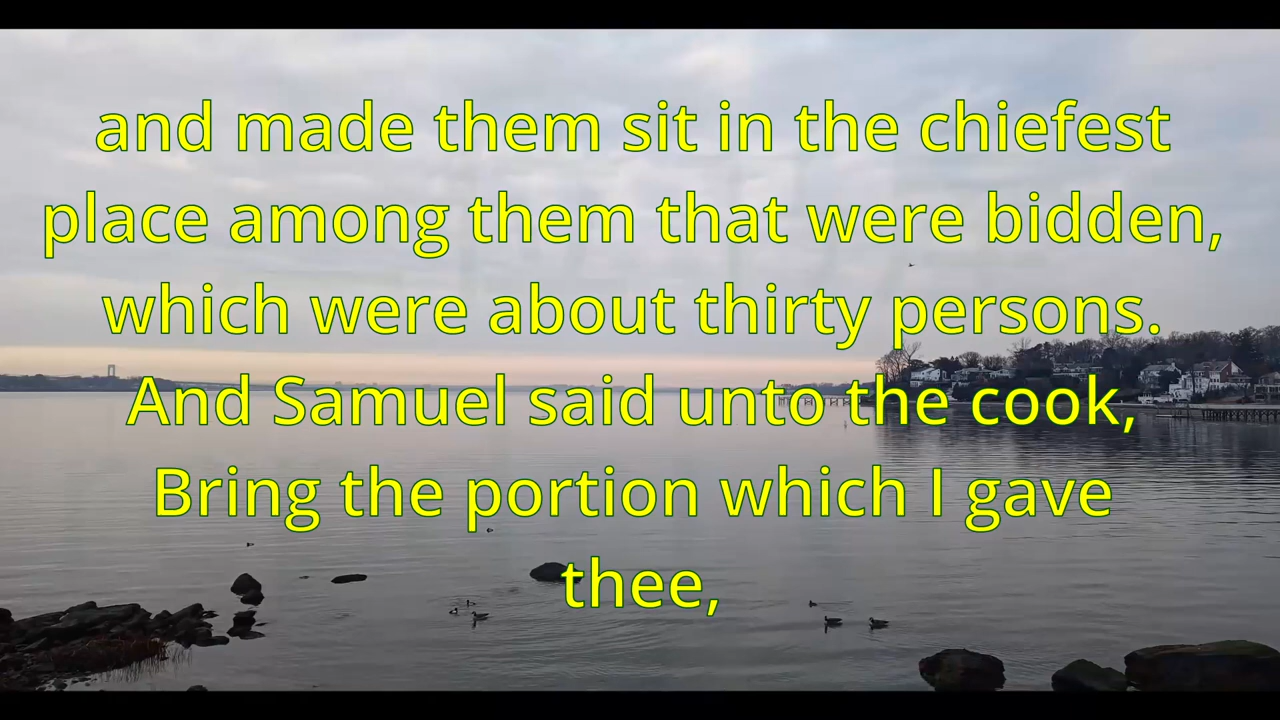 and made them sit in the chiefest
place among them that were bidden,
which were about thirty persons.
And Samuel said unto the cook,
Bring the portion which I gave
thee,